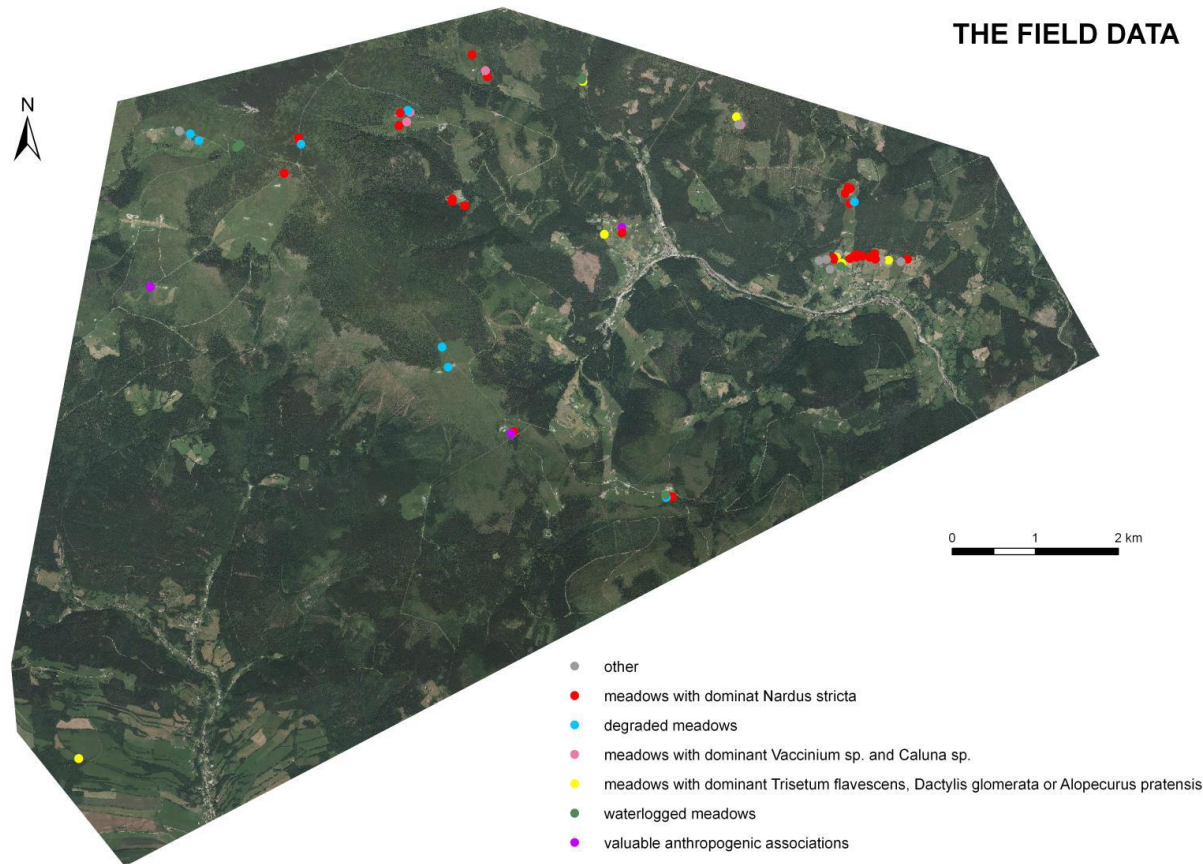 THE FIELD DATA
N
0 1 2 km
other
meadows with dominat Nardus stricta
degraded meadows
meadows with dominant Vaccinium sp. and Caluna sp.
meadows with dominant Trisetum flavescens, Dactylis glomerata or Alopecurus pratensis
waterlogged meadows
valuable anthropogenic associations